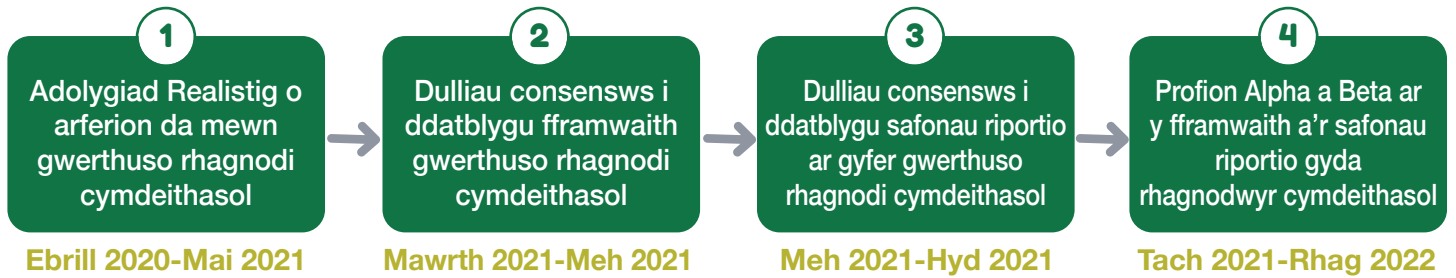 1
Adolygiad Realistig o
arferion da mewn
gwerthuso rhagnodi
cymdeithasol
Ebrill 2020-Mai 2021
2
Dulliau consensws i
ddatblygu fframwaith
gwerthuso rhagnodi
cymdeithasol
Mawrth 2021-Meh 2021
3
Dulliau consensws i
ddatblygu safonau riportio
ar gyfer gwerthuso
rhagnodi cymdeithasol
Meh 2021-Hyd 2021
4
Profion Alpha a Beta ar
y fframwaith a’r safonau
riportio gyda
rhagnodwyr cymdeithasol
Tach 2021-Rhag 2022